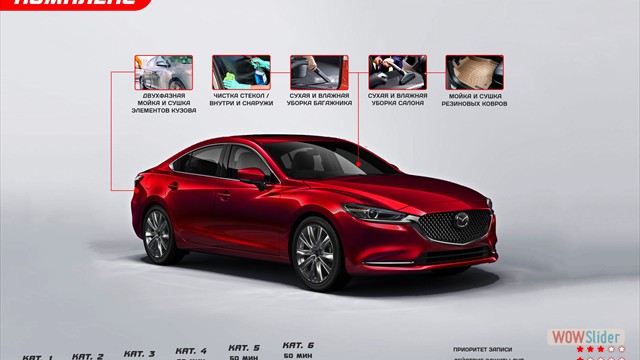 КОМПЛЕКС
ДВУХФАЗНАЯ
МОЙКА И СУШКА
ЭЛЕМЕНТОВ КУЗОВА
ЧИСТКА СТЕКОЛ /
ВНУТРИ И СНАРУЖИ
СУХАЯ И ВЛАЖНАЯ
УБОРКА БАГАЖНИКА
СУХАЯ И ВЛАЖНАЯ
УБОРКА САЛОНА
МОЙКА И СУШКА
РЕЗИНОВЫХ КОВРОВ
КАТ. 1
КАТ. 2
КАТ. 3
КАТ. 4
КАТ. 5
60 МИН
КАТ. 6
80 МИН
ПРИОРИТЕТ ЗАПИСИ
WOWSlider